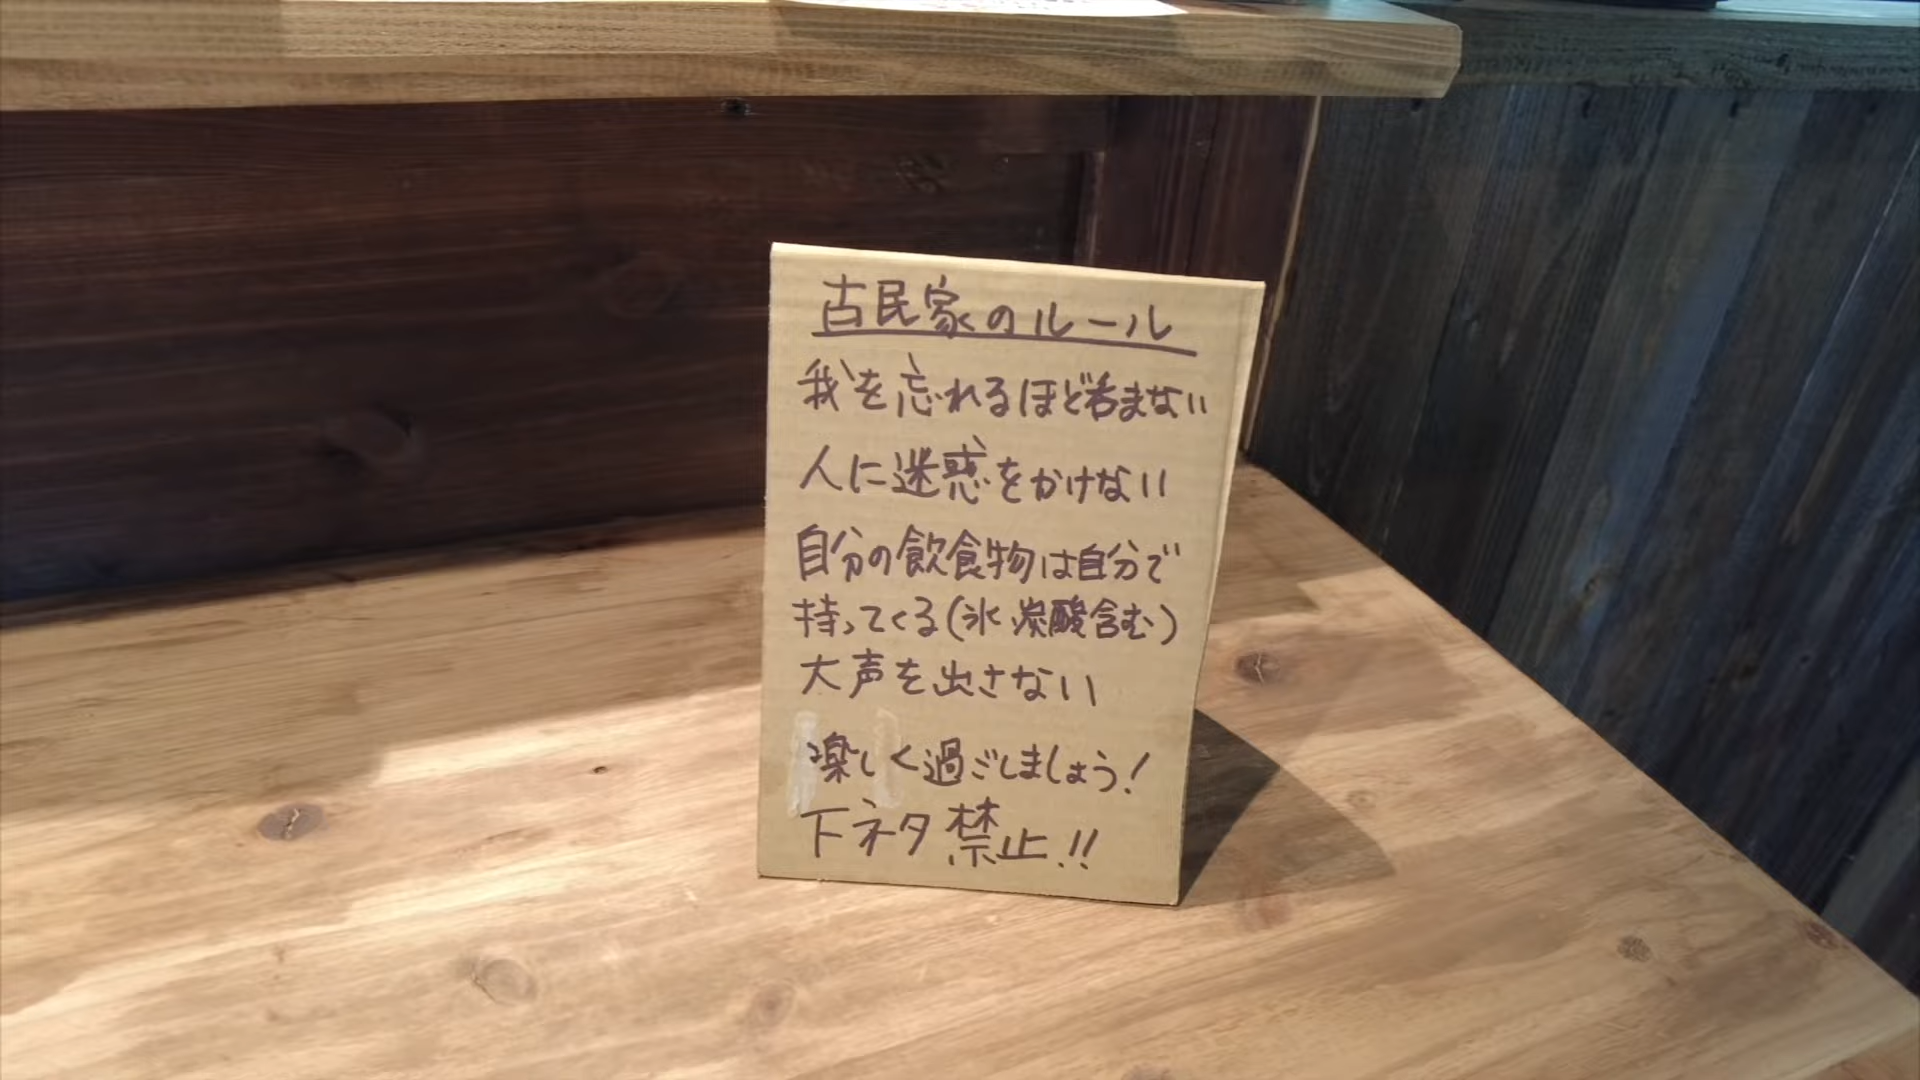 古民家のルール
我を忘れるほど呑まない
人に迷惑をかけない
自分の飲食物は自分で
持ってくる(氷、炭酸含む)
大声を出さない
楽しく過ごしましょう!
下ネタ禁止!!